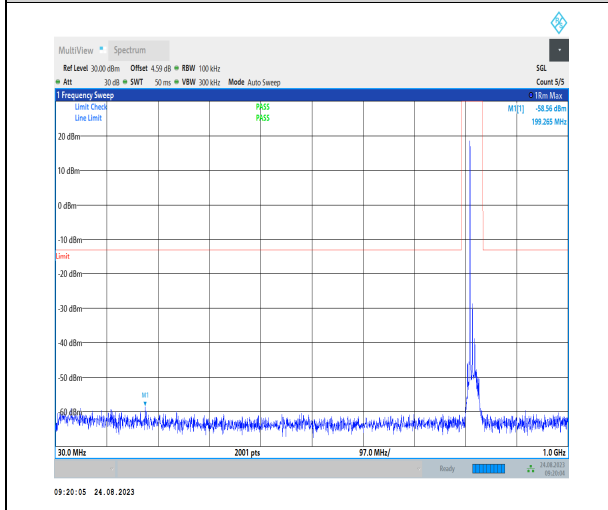 MultiView Spectrum
Ref Level 30.00 dBm Offset 4.59 dB RBW 100 kHz SGL
Att 30 dB SWT 50 ms VBW 300 kHz Mode Auto Sweep Count 5/5
1 Frequency Sweep 1Rm Max
Limit Check PASS M1[1] -58.56 dBm
Line Limit PASS 199.265 MHz
20 dBm
10 dBm
0 dBm
-10 dBm
Limit
-20 dBm
-30 dBm
-40 dBm
-50 dBm
M1
-60 dBm
30.0 MHz 2001 pts 97.0 MHz/ 1.0 GHz
Ready 24.08.2023
09:20:04
09:20:05 24.08.2023